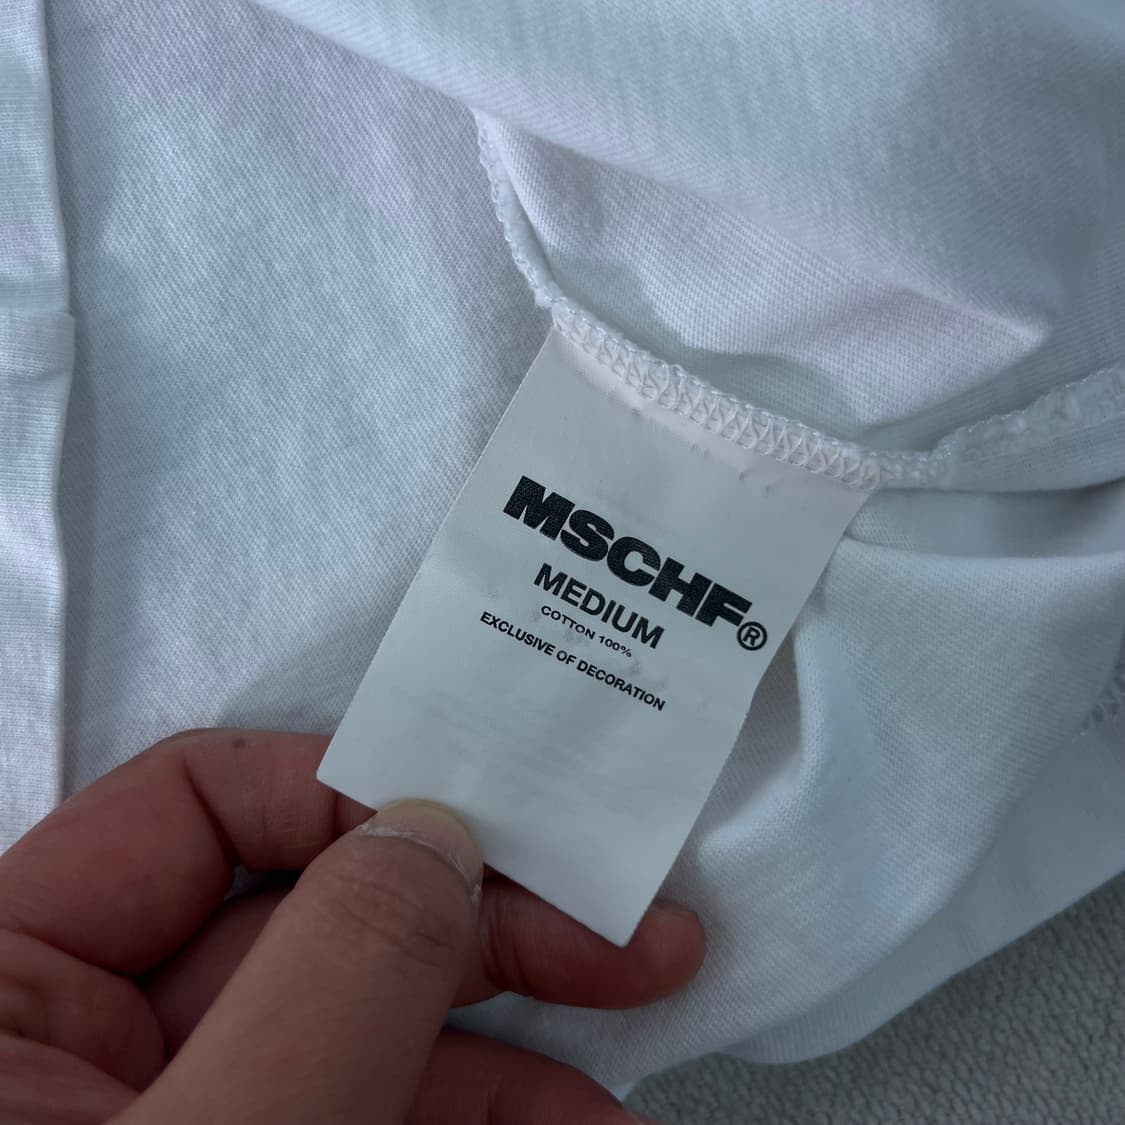 MSCHF®
MEDIUM
COTTON 100%
EXCLUSIVE OF DECORATION